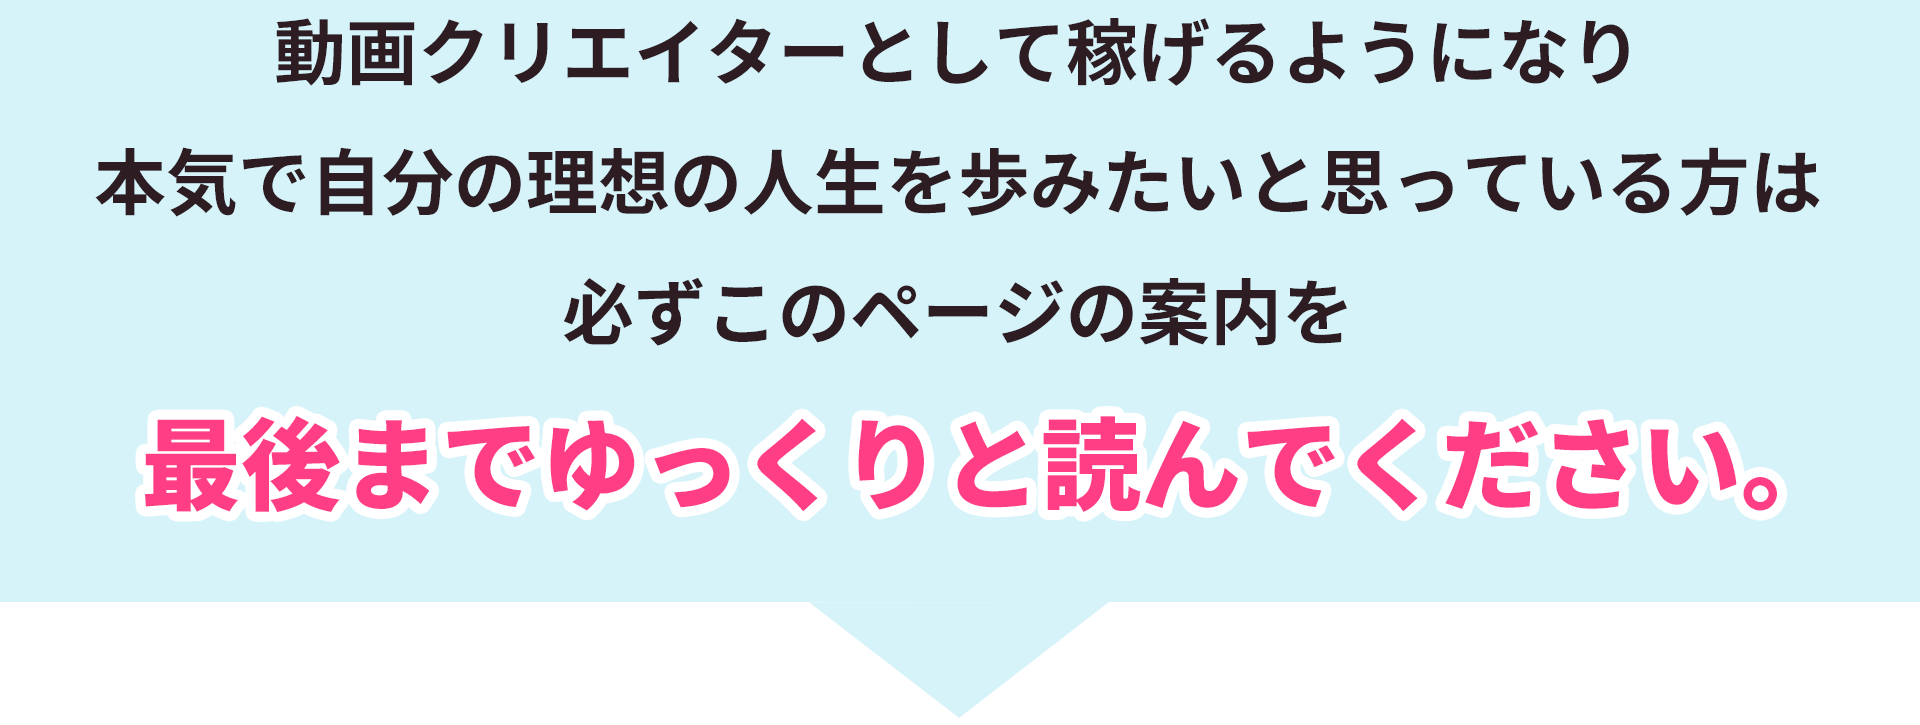 動画クリエイターとして稼げるようになり
本気で自分の理想の人生を歩みたいと思っている方は
必ずこのページの案内を
最後までゆっくりと読んでください。